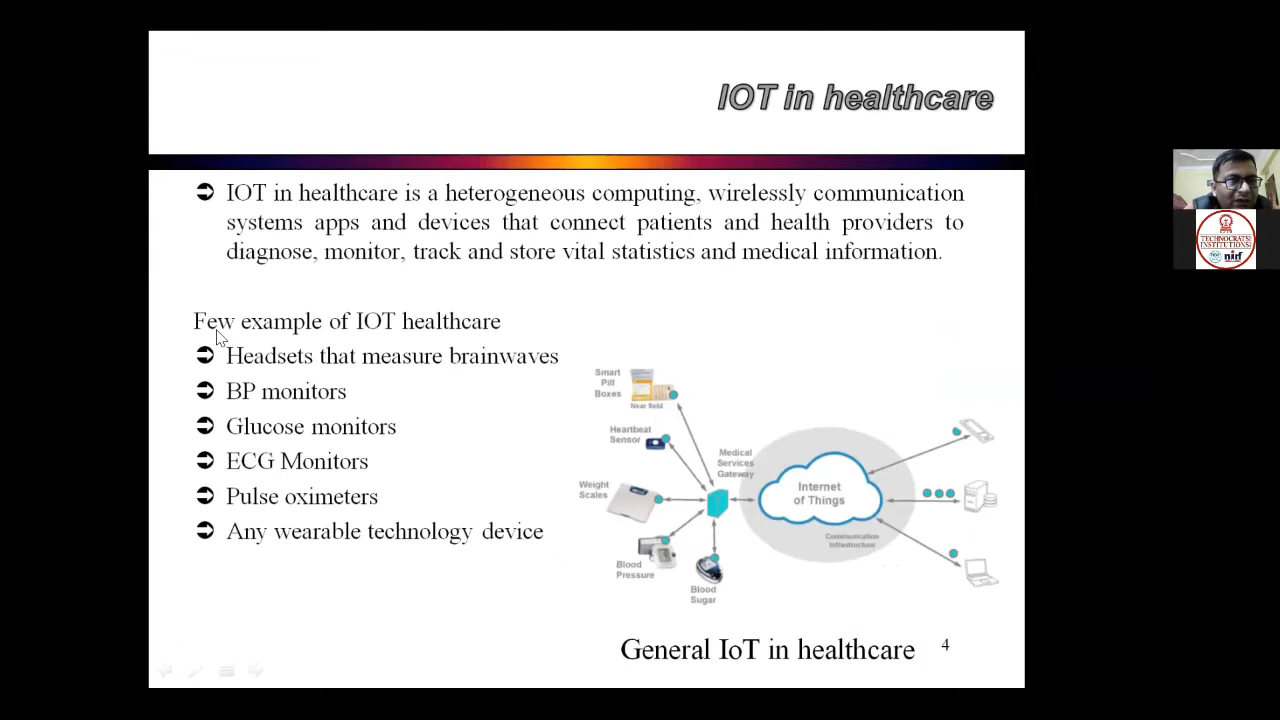 IOT in healthcare
IOT in healthcare is a heterogeneous computing, wirelessly communication
systems apps and devices that connect patients and health providers to
diagnose, monitor, track and store vital statistics and medical information.
Few example of IOT healthcare
Headsets that measure brainwaves
BP monitors
Glucose monitors
ECG Monitors
Pulse oximeters
Any wearable technology device
Smart
Pill
Boxes
Near field
Heartbeat
Sensor
Medical
Services
Gateway
Weight
Scales
Internet
of Things
Communication
Infrastructure
Blood
Pressure
Blood
Sugar
General IoT in healthcare
4
TECHNOCRATS
INSTITUTIONS
nirf